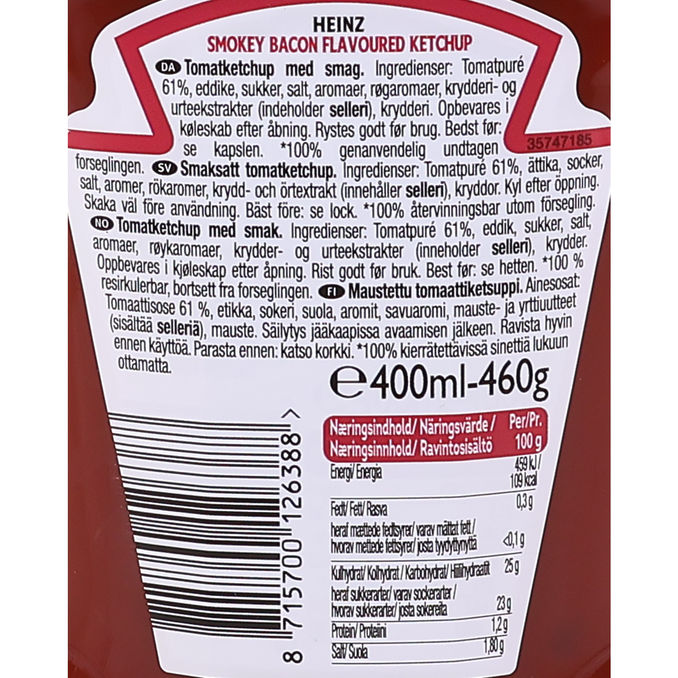 HEINZ
SMOKEY BACON FLAVOURED KETCHUP
DA Tomatketchup med smag. Ingredienser: Tomatpuré
61%, eddike, sukker, salt, aromaer, røgaromaer, krydderi- og
urteekstrakter (indeholder selleri), krydderi. Opbevares i
køleskab efter åbning. Rystes godt før brug. Bedst før:
se kapslen. *100% genanvendelig undtagen
35747185
forseglingen. SV Smaksatt tomatketchup. Ingredienser: Tomatpuré 61%, ättika, socker,
salt, aromer, rökaromer, krydd- och örtextrakt (innehåller selleri), kryddor. Kyl efter öppning.
Skaka väl före användning. Bäst före: se lock. *100% återvinningsbar utom försegling.
NO Tomatketchup med smak. Ingredienser: Tomatpuré 61%, eddik, sukker, salt,
aromaer, røykaromaer, krydder- og urteekstrakter (inneholder selleri), krydder.
Oppbevares i kjøleskap etter åpning. Rist godt før bruk. Best før: se hetten. *100 %
resirkulerbar, bortsett fra forseglingen. FI Maustettu tomaattiketsuppi. Ainesosat:
Tomaattisose 61 %, etikka, sokeri, suola, aromit, savuaromi, mauste- ja yrttiuutteet
(sisältää selleriä), mauste. Säilytys jääkaapissa avaamisen jälkeen. Ravista hyvin
ennen käyttöä. Parasta ennen: katso korkki. *100% kierrätettävissä sinettiä lukuun
ottamatta.
℮400ml-460g
Næringsindhold/ Näringsvärde / Per/Pr.
Næringsinnhold/ Ravintosisältö 100 g
Energi/ Energia 459 kJ /
109 kcal
Fedt/ Fett/ Rasva 0,3 g
heraf mættede fedtsyrer/ varav mättat fett /
hvorav mettede fettsyrer/ josta tyydyttynyttä <0,1 g
Kulhydrat/ Kolhydrat / Karbohydrat/ Hiilihydraatit 25 g
heraf sukkerarter/ varav sockerarter /
hvorav sukkerarter/ josta sokereita 23 g
Protein/ Proteiini 1,2 g
Salt/ Suola 1,80 g
8 715700 126388 >